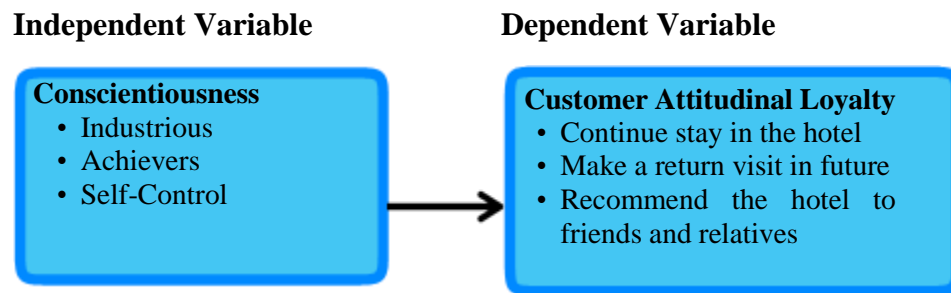 Independent Variable
Dependent Variable
Conscientiousness
• Industrious
• Achievers
• Self-Control
Customer Attitudinal Loyalty
• Continue stay in the hotel
• Make a return visit in future
• Recommend the hotel to
friends and relatives